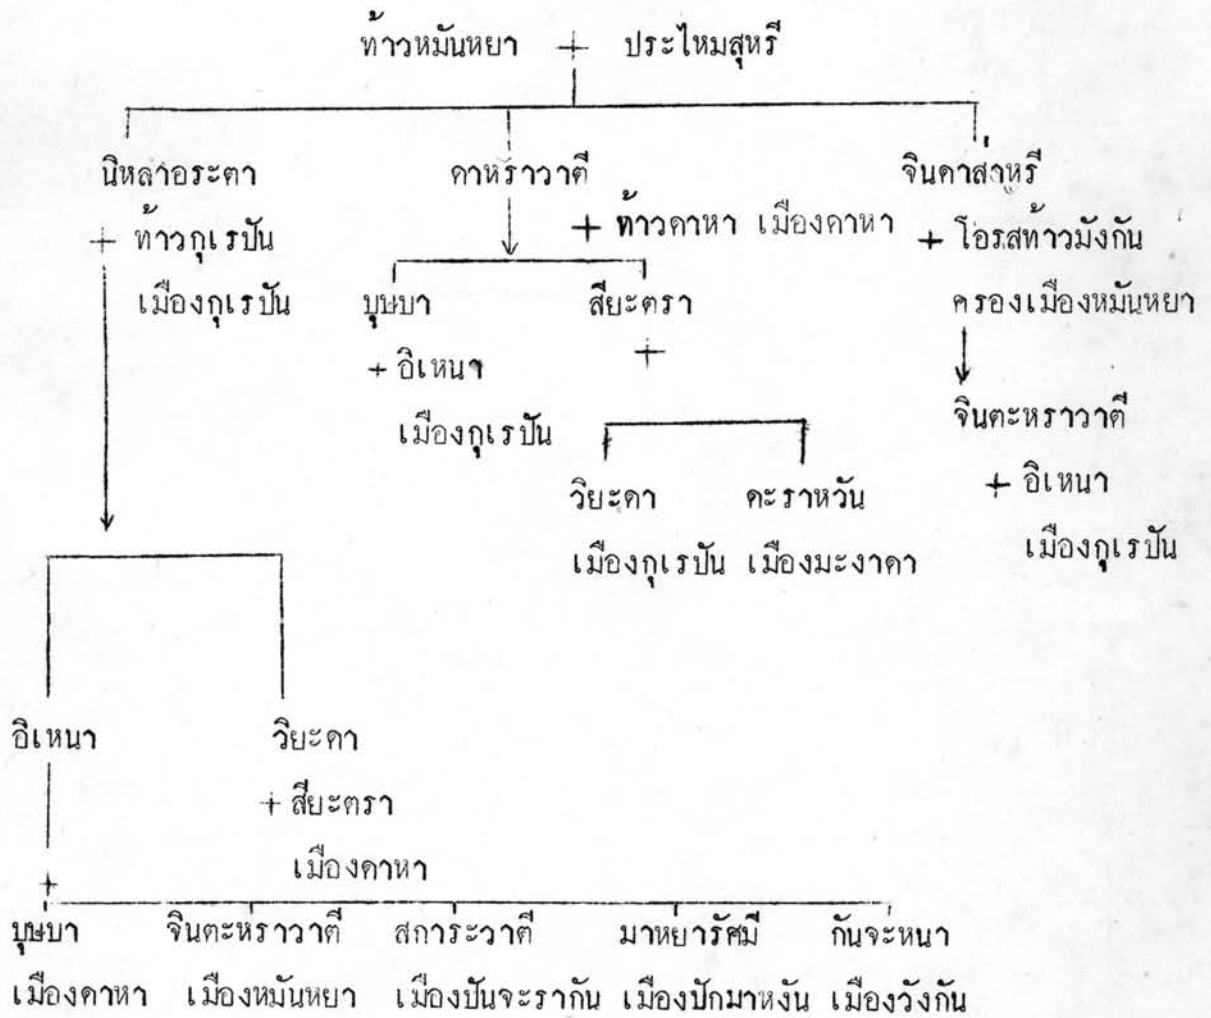 ท้าวหมันหยา + ประไหมสุหรี
นิหลาอระตา ดาหราวาตี จินดาส่าหรี
+ ท้าวกุเรปัน + ท้าวดาหา เมืองดาหา + โอรสท้าวมังกัน
เมืองกุเรปัน บุษบา สียะตรา ครองเมืองหมันหยา
+ อิเหนา +
เมืองกุเรปัน จินตะหราวาตี
วิยะดา ดะราหวัน + อิเหนา
เมืองกุเรปัน เมืองมะงาดา เมืองกุเรปัน
อิเหนา วิยะดา
+ สียะตรา
เมืองดาหา
+
บุษบา จินตะหราวาตี สการะวาตี มาหยารัศมี กันจะหนา
เมืองดาหา เมืองหมันหยา เมืองปันจะรากัน เมืองปักมาหงัน เมืองวังกัน